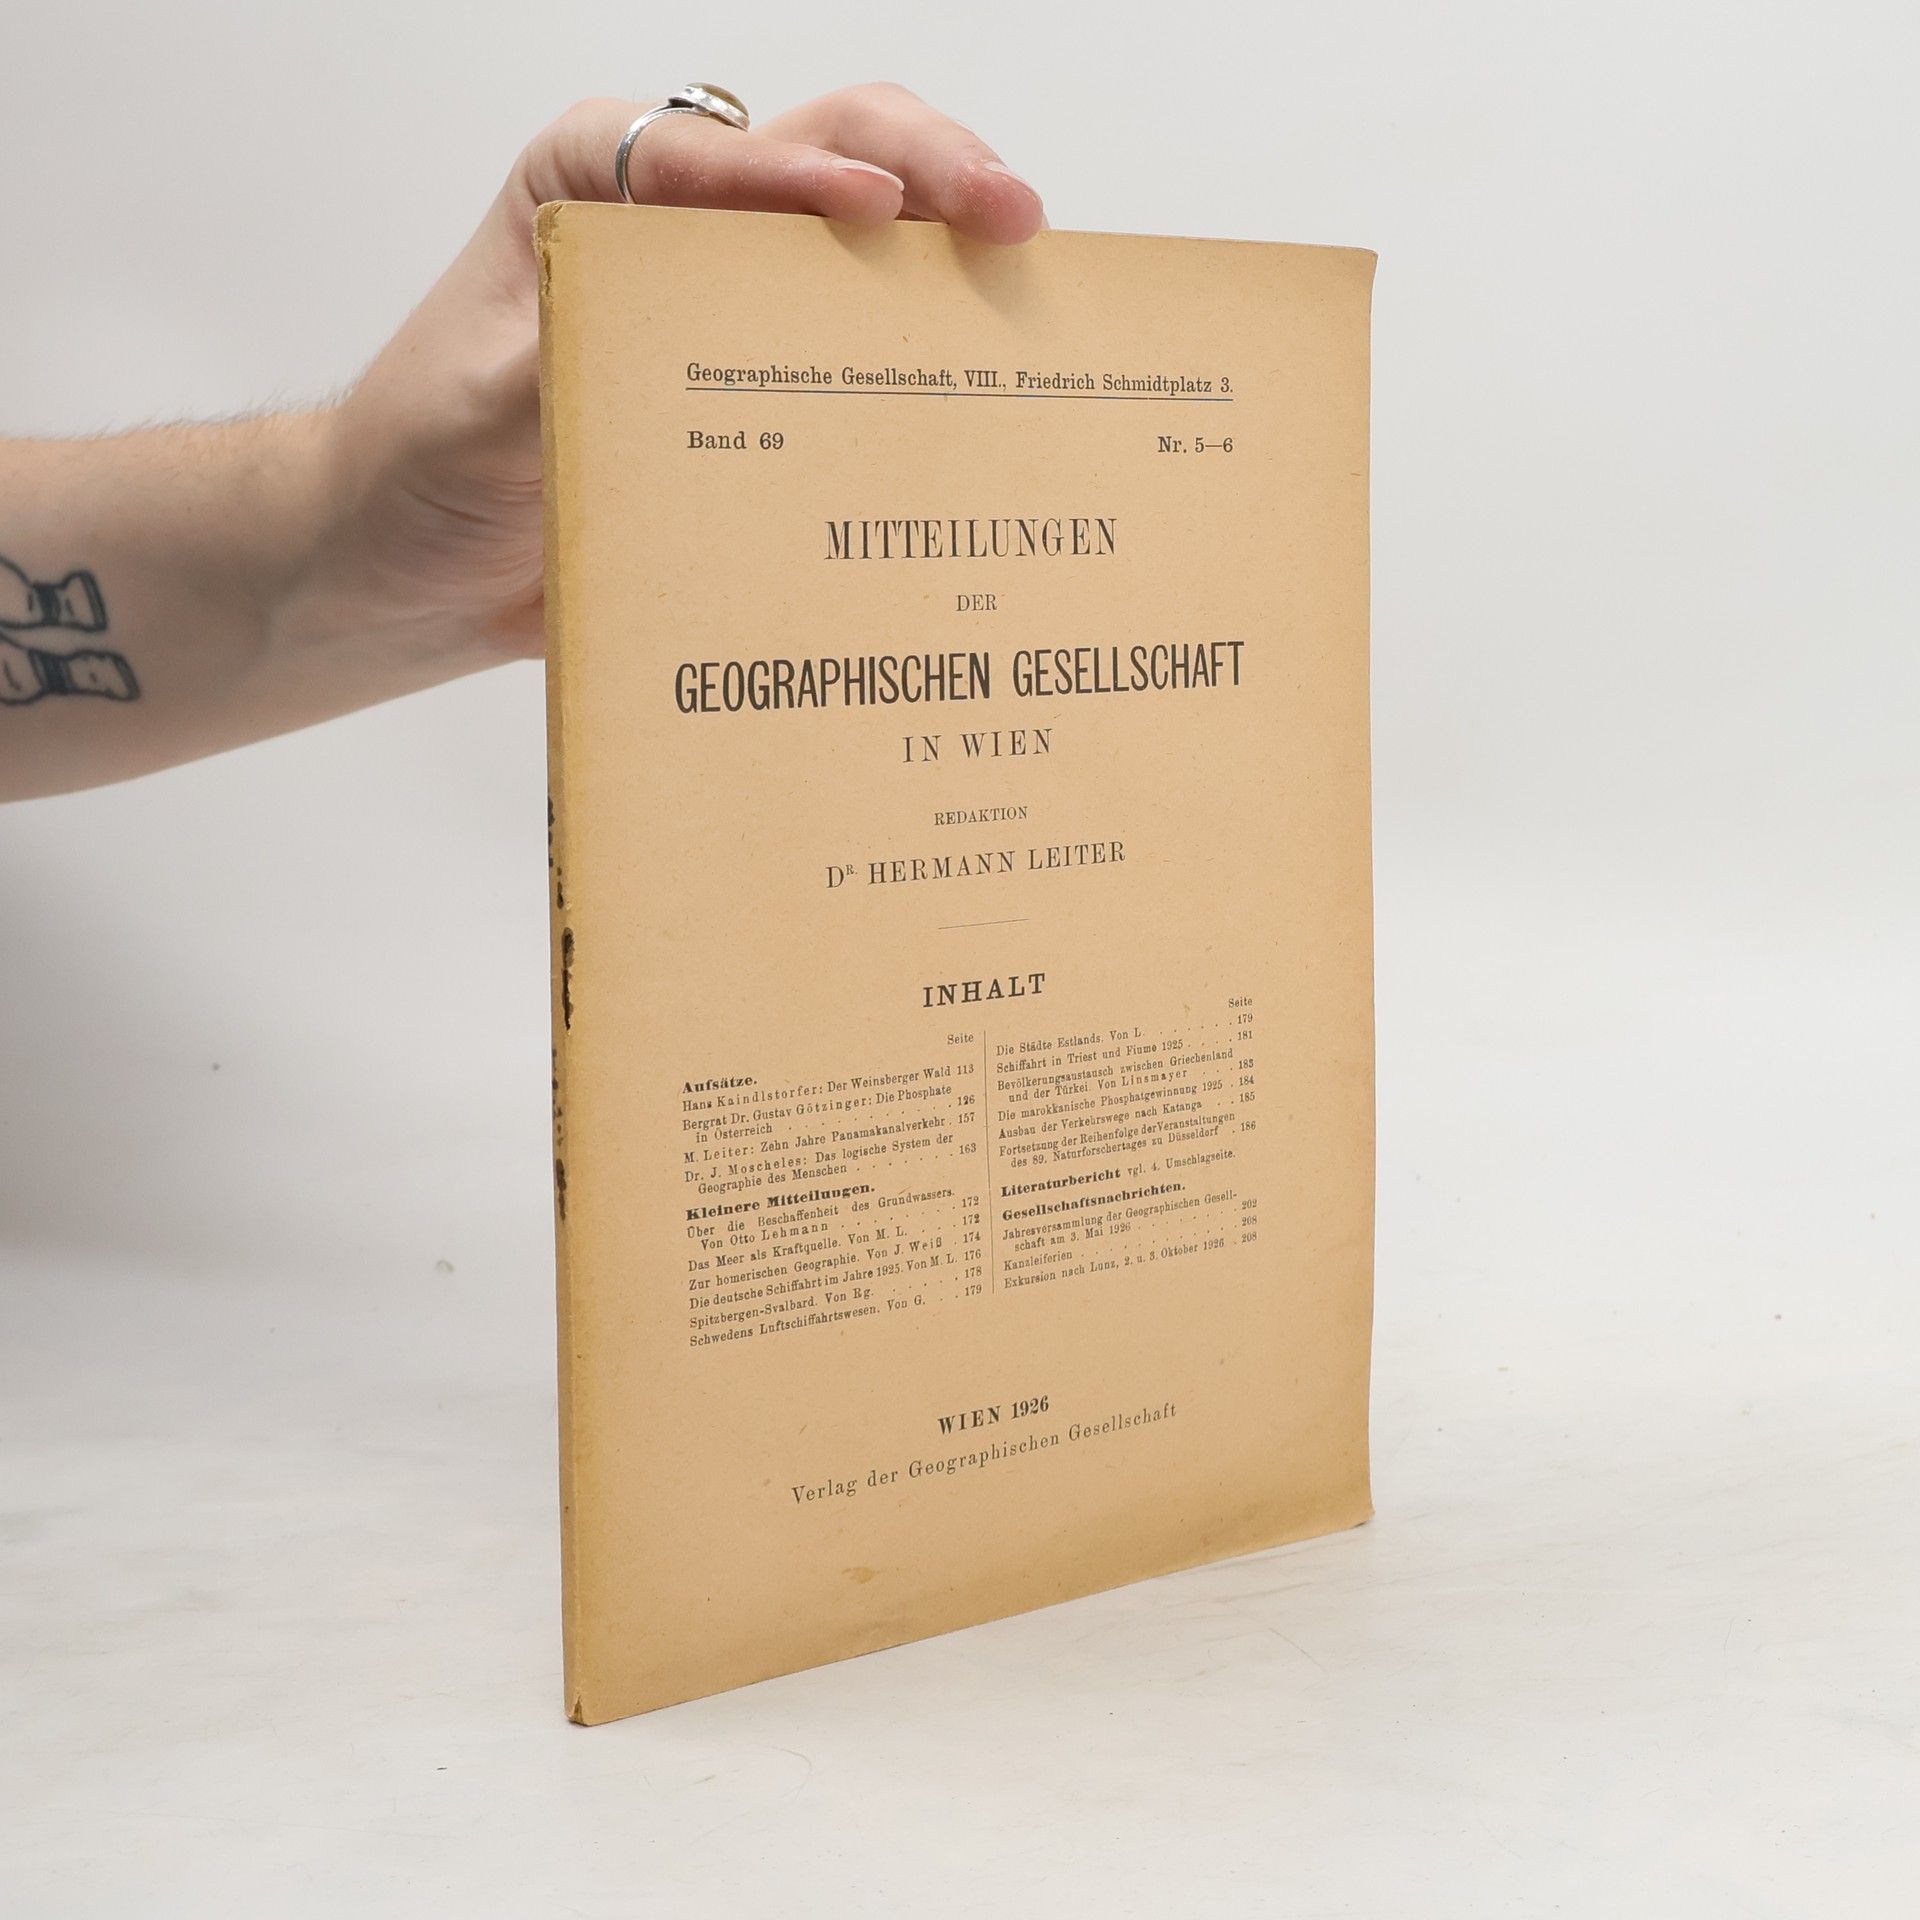 Geographische Gesellschaft, VIII., Friedrich Schmidtplatz 3.
Band 69
Nr. 5—6
MITTEILUNGEN
DER
GEOGRAPHISCHEN GESELLSCHAFT
IN WIEN
REDAKTION
DR. HERMANN LEITER
INHALT
Seite
Aufsätze.
Hans Kaindlstorfer: Der Weinsberger Wald 113
Bergrat Dr. Gustav Götzinger: Die Phosphate
in Österreich . . . . . . . . . 126
M. Leiter: Zehn Jahre Panamakanalverkehr . 157
Dr. J. Moscheles: Das logische System der
Geographie des Menschen . . . . . . . 163
Kleinere Mitteilungen.
Über die Beschaffenheit des Grundwassers.
Von Otto Lehmann . . . . . . . . 172
Das Meer als Kraftquelle. Von M. L. . . . 172
Zur homerischen Geographie. Von J. Weiß . 174
Die deutsche Schiffahrt im Jahre 1925. Von M. L. 176
Spitzbergen-Svalbard. Von Rg. . . . . . 178
Schwedens Luftschiffahrtswesen. Von G. . . 179
Seite
Die Städte Estlands. Von L. . . . . . . 179
Schiffahrt in Triest und Fiume 1925 . . . . 181
Bevölkerungsaustausch zwischen Griechenland
und der Türkei. Von Linsmayer . . . 183
Die marokkanische Phosphatgewinnung 1925 . 184
Ausbau der Verkehrswege nach Katanga . . 185
Fortsetzung der Reihenfolge der Veranstaltungen
des 89. Naturforschertages zu Düsseldorf . 186
Literaturbericht vgl. 4. Umschlagseite.
Gesellschaftsnachrichten.
Jahresversammlung der Geographischen Gesell-
schaft am 3. Mai 1926 . . . . . . . . 202
Kanzleiferien . . . . . . . . . . . 208
Exkursion nach Lunz, 2. u. 3. Oktober 1926 . 208
WIEN 1926
Verlag der Geographischen Gesellschaft